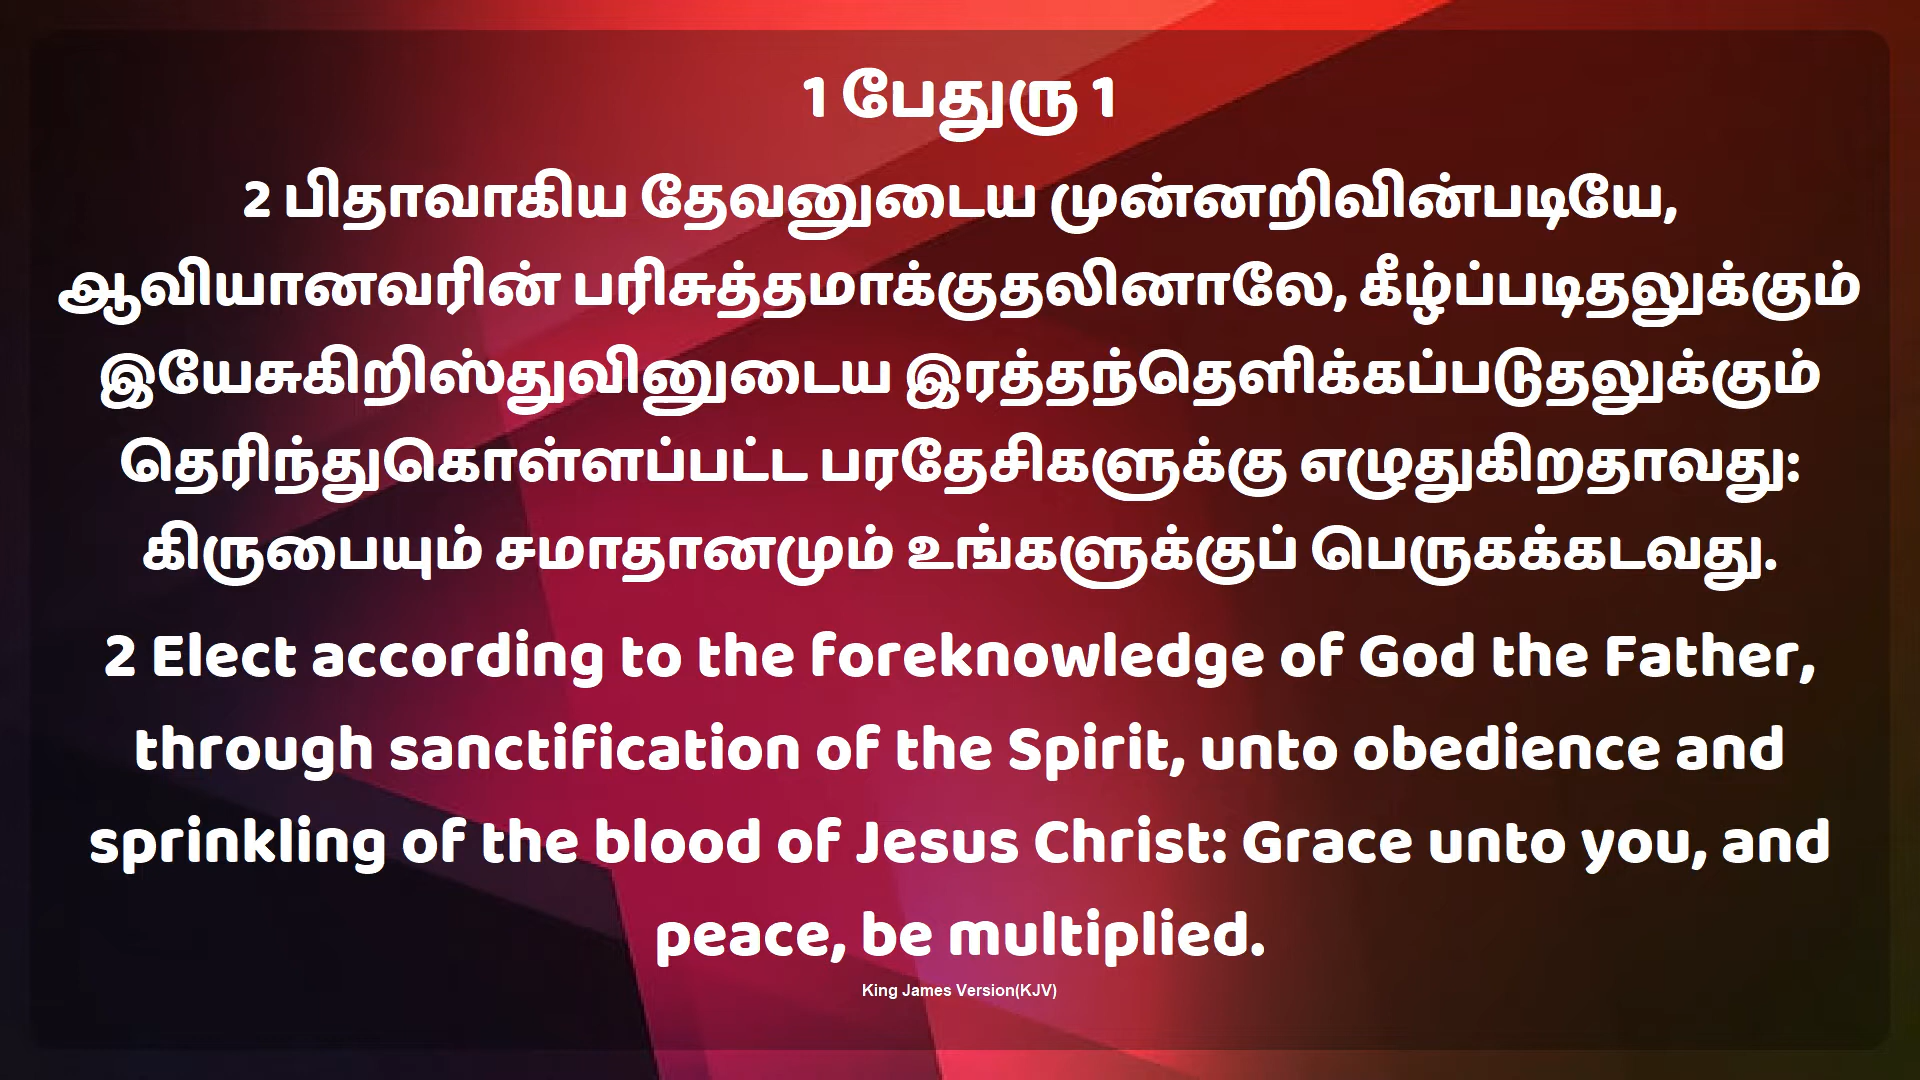 1 பேதுரு 1
2 பிதாவாகிய தேவனுடைய முன்னறிவின்படியே,
ஆவியானவரின் பரிசுத்தமாக்குதலினாலே, கீழ்ப்படிதலுக்கும்
இயேசுகிறிஸ்துவினுடைய இரத்தந்தெளிக்கப்படுதலுக்கும்
தெரிந்துகொள்ளப்பட்ட பரதேசிகளுக்கு எழுதுகிறதாவது:
கிருபையும் சமாதானமும் உங்களுக்குப் பெருகக்கடவது.
2 Elect according to the foreknowledge of God the Father,
through sanctification of the Spirit, unto obedience and
sprinkling of the blood of Jesus Christ: Grace unto you, and
peace, be multiplied.
King James Version(KJV)